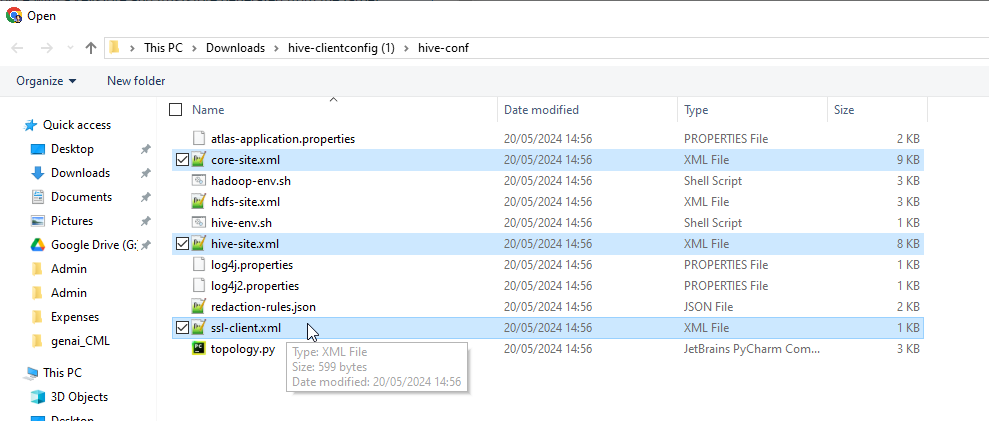 Open
This PC > Downloads > hive-clientconfig (1) > hive-conf
Organize New folder
Name Date modified Type Size
Quick access
Desktop
Downloads
Documents
Pictures
Google Drive (G:
Admin
Admin
Expenses
genai_CML
This PC
3D Objects
Desktop
atlas-application.properties 20/05/2024 14:56 PROPERTIES File 2 KB
core-site.xml 20/05/2024 14:56 XML File 9 KB
hadoop-env.sh 20/05/2024 14:56 Shell Script 3 KB
hdfs-site.xml 20/05/2024 14:56 XML File 3 KB
hive-env.sh 20/05/2024 14:56 Shell Script 1 KB
hive-site.xml 20/05/2024 14:56 XML File 8 KB
log4j.properties 20/05/2024 14:56 PROPERTIES File 1 KB
log4j2.properties 20/05/2024 14:56 PROPERTIES File 1 KB
redaction-rules.json 20/05/2024 14:56 JSON File 2 KB
ssl-client.xml 20/05/2024 14:56 XML File 1 KB
topology.py 20/05/2024 14:56 JetBrains PyCharm Com... 3 KB
Type: XML File
Size: 599 bytes
Date modified: 20/05/2024 14:56